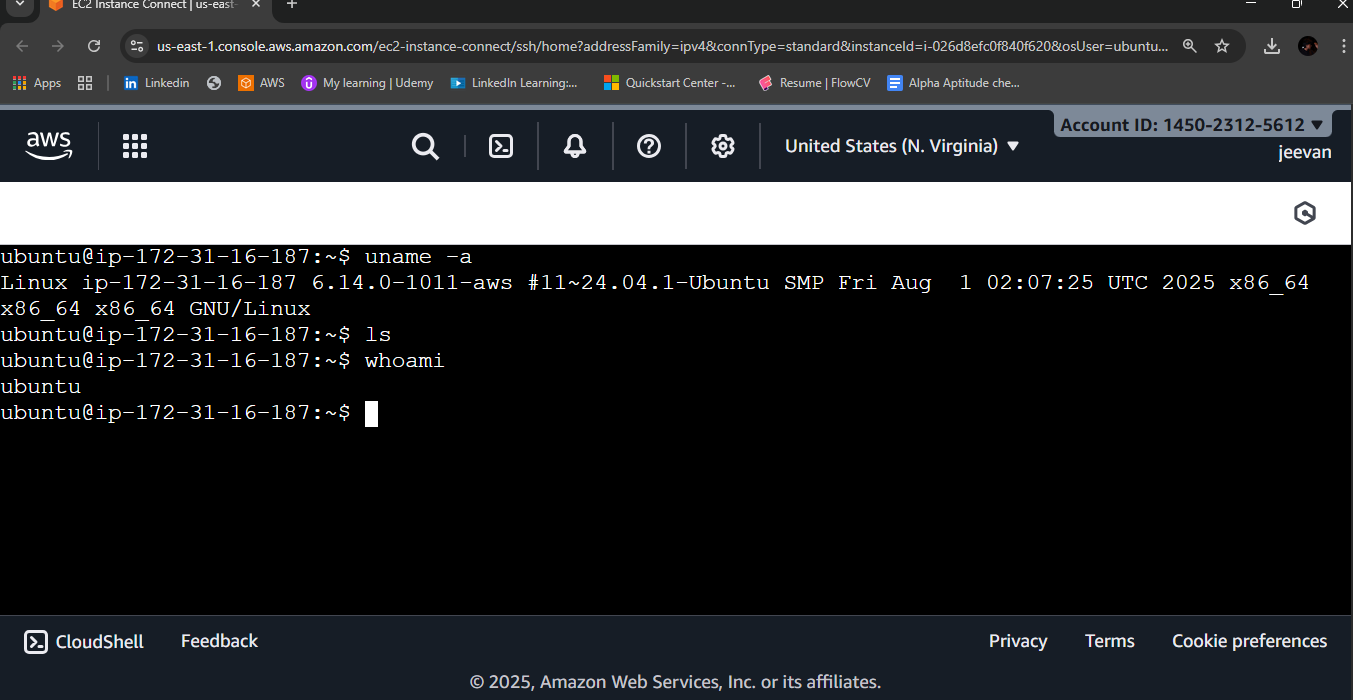 EC2 Instance Connect | us-east-
us-east-1.console.aws.amazon.com/ec2-instance-connect/ssh/home?addressFamily=ipv4&connType=standard&instanceId=i-026d8efc0f840f620&osUser=ubuntu...
Apps Linkedin AWS My learning | Udemy LinkedIn Learning:... Quickstart Center -... Resume | FlowCV Alpha Aptitude che...
aws United States (N. Virginia) ▼ Account ID: 1450-2312-5612 ▼
jeevan
ubuntu@ip-172-31-16-187:~$ uname -a
Linux ip-172-31-16-187 6.14.0-1011-aws #11~24.04.1-Ubuntu SMP Fri Aug  1 02:07:25 UTC 2025 x86_64
x86_64 x86_64 GNU/Linux
ubuntu@ip-172-31-16-187:~$ ls
ubuntu@ip-172-31-16-187:~$ whoami
ubuntu
ubuntu@ip-172-31-16-187:~$
CloudShell Feedback Privacy Terms Cookie preferences
© 2025, Amazon Web Services, Inc. or its affiliates.